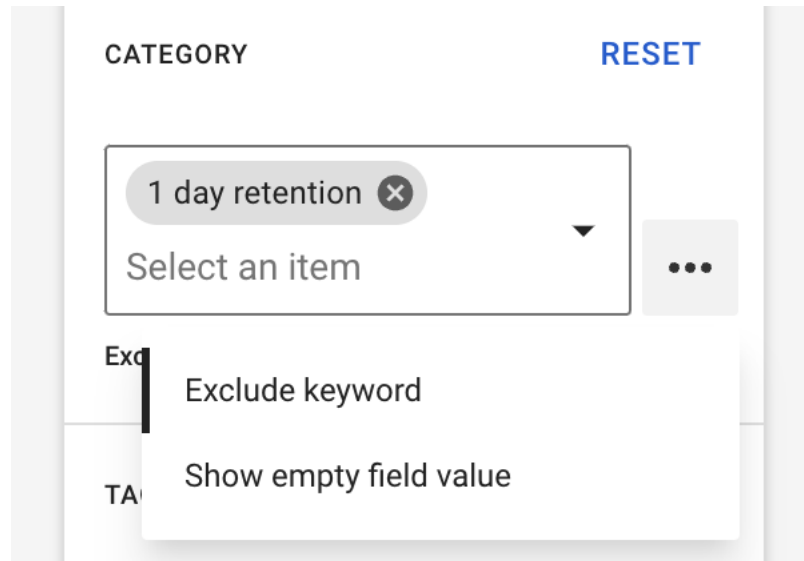 CATEGORY RESET
1 day retention
Select an item
Exclude keyword
Show empty field value